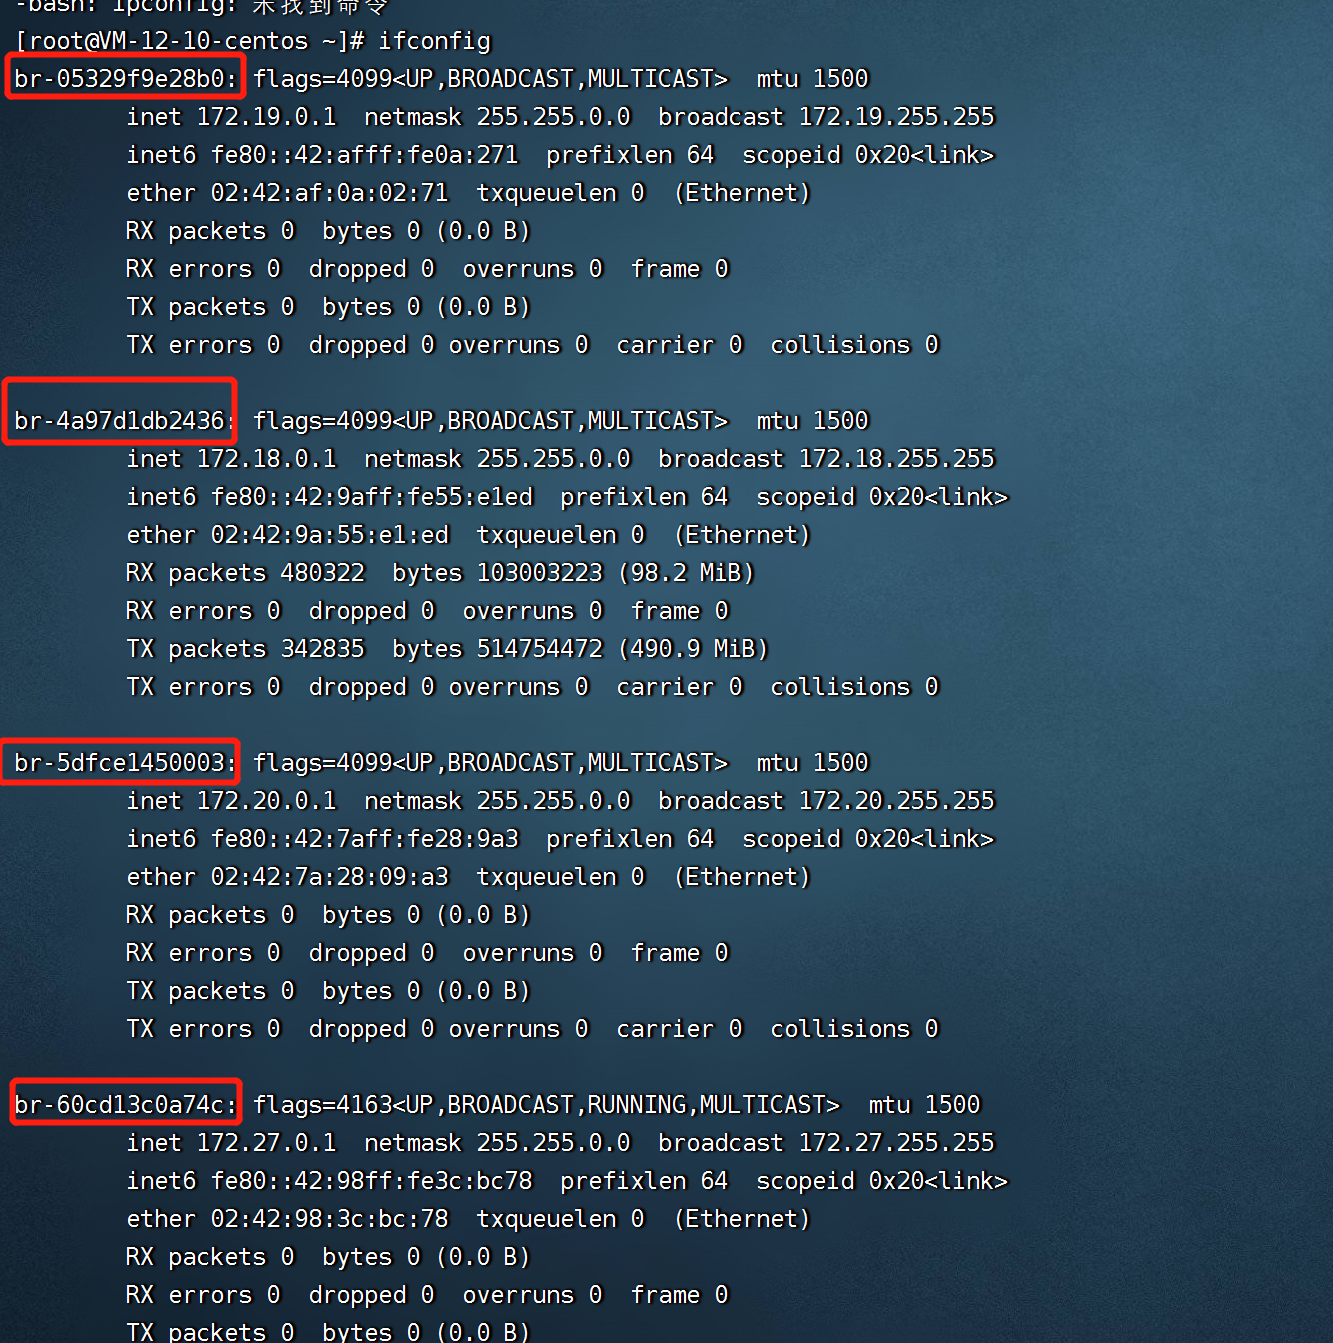 -bash: ipconfig: 未找到命令
[root@VM-12-10-centos ~]# ifconfig
br-05329f9e28b0: flags=4099<UP,BROADCAST,MULTICAST>  mtu 1500
        inet 172.19.0.1  netmask 255.255.0.0  broadcast 172.19.255.255
        inet6 fe80::42:afff:fe0a:271  prefixlen 64  scopeid 0x20<link>
        ether 02:42:af:0a:02:71  txqueuelen 0  (Ethernet)
        RX packets 0  bytes 0 (0.0 B)
        RX errors 0  dropped 0  overruns 0  frame 0
        TX packets 0  bytes 0 (0.0 B)
        TX errors 0  dropped 0 overruns 0  carrier 0  collisions 0
br-4a97d1db2436: flags=4099<UP,BROADCAST,MULTICAST>  mtu 1500
        inet 172.18.0.1  netmask 255.255.0.0  broadcast 172.18.255.255
        inet6 fe80::42:9aff:fe55:e1ed  prefixlen 64  scopeid 0x20<link>
        ether 02:42:9a:55:e1:ed  txqueuelen 0  (Ethernet)
        RX packets 480322  bytes 103003223 (98.2 MiB)
        RX errors 0  dropped 0  overruns 0  frame 0
        TX packets 342835  bytes 514754472 (490.9 MiB)
        TX errors 0  dropped 0 overruns 0  carrier 0  collisions 0
br-5dfce1450003: flags=4099<UP,BROADCAST,MULTICAST>  mtu 1500
        inet 172.20.0.1  netmask 255.255.0.0  broadcast 172.20.255.255
        inet6 fe80::42:7aff:fe28:9a3  prefixlen 64  scopeid 0x20<link>
        ether 02:42:7a:28:09:a3  txqueuelen 0  (Ethernet)
        RX packets 0  bytes 0 (0.0 B)
        RX errors 0  dropped 0  overruns 0  frame 0
        TX packets 0  bytes 0 (0.0 B)
        TX errors 0  dropped 0 overruns 0  carrier 0  collisions 0
br-60cd13c0a74c: flags=4163<UP,BROADCAST,RUNNING,MULTICAST>  mtu 1500
        inet 172.27.0.1  netmask 255.255.0.0  broadcast 172.27.255.255
        inet6 fe80::42:98ff:fe3c:bc78  prefixlen 64  scopeid 0x20<link>
        ether 02:42:98:3c:bc:78  txqueuelen 0  (Ethernet)
        RX packets 0  bytes 0 (0.0 B)
        RX errors 0  dropped 0  overruns 0  frame 0
        TX packets 0  bytes 0 (0.0 B)